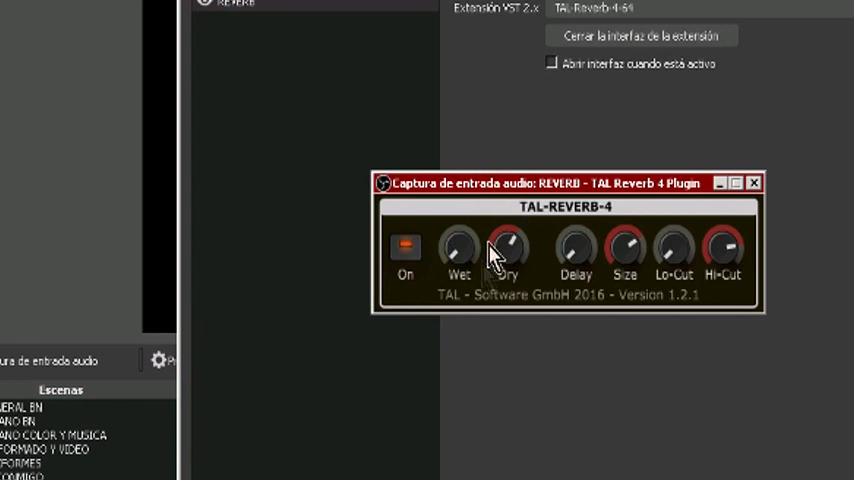 REVERB
Extensión VST 2.x
TAL-Reverb-4-64
Cerrar la interfaz de la extensión
Abrir interfaz cuando está activo
Captura de entrada audio: REVERB - TAL Reverb 4 Plugin
TAL-REVERB-4
On
Wet
Dry
Delay
Size
Lo-Cut
Hi-Cut
TAL - Software GmbH 2016 - Version 1.2.1
ura de entrada audio
Escenas
NERAL BN
ANO BN
ANO COLOR Y MUSICA
FORMADO Y VIDEO
FORMES
CONMIGO